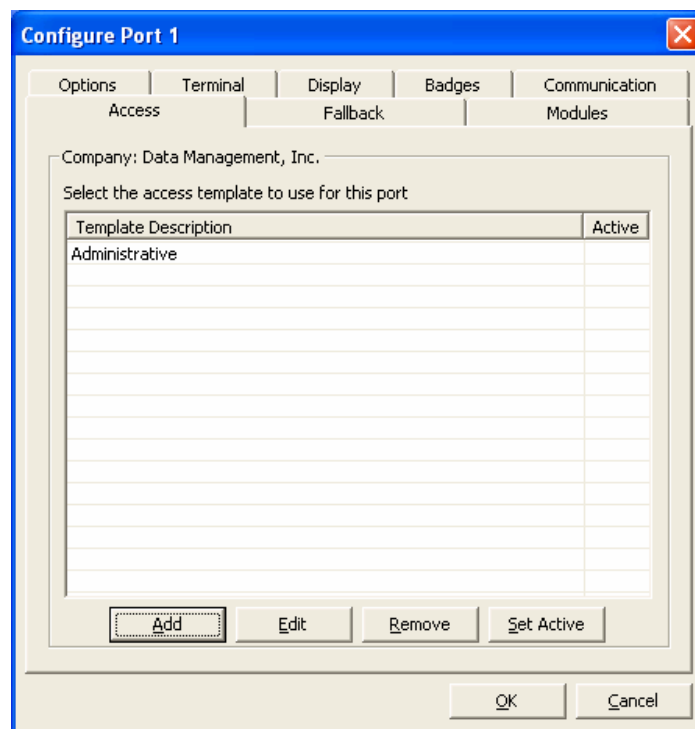 Configure Port 1
Options Terminal Display Badges Communication
Access Fallback Modules
Company: Data Management, Inc.
Select the access template to use for this port
Template Description Active
Administrative
Add Edit Remove Set Active
OK Cancel